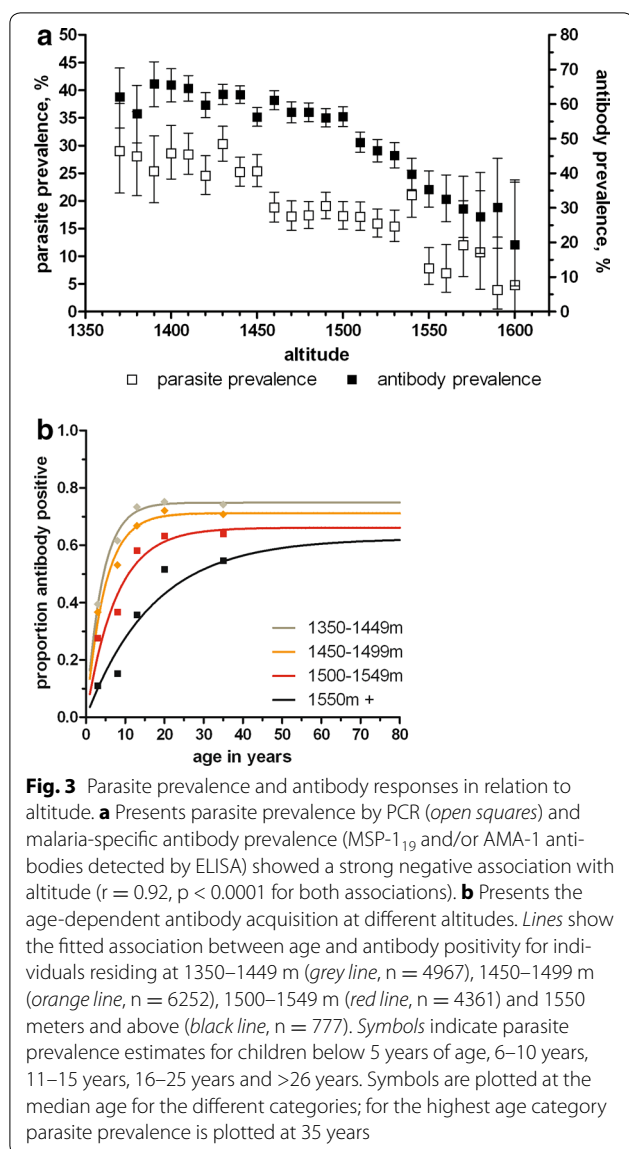 a
50
45
40
35
30
25
20
15
10
5
0
parasite prevalence, %
80
70
60
50
40
30
20
10
0
antibody prevalence, %
1350 1400 1450 1500 1550 1600
altitude
parasite prevalence antibody prevalence
b
1.0
0.8
0.6
0.4
0.2
0.0
proportion antibody positive
1350-1449m
1450-1499m
1500-1549m
1550m +
0 10 20 30 40 50 60 70 80
age in years
Fig. 3 Parasite prevalence and antibody responses in relation to
altitude. a Presents parasite prevalence by PCR (open squares) and
malaria-specific antibody prevalence (MSP-1₁₉ and/or AMA-1 anti-
bodies detected by ELISA) showed a strong negative association with
altitude (r = 0.92, p < 0.0001 for both associations). b Presents the
age-dependent antibody acquisition at different altitudes. Lines show
the fitted association between age and antibody positivity for indi-
viduals residing at 1350–1449 m (grey line, n = 4967), 1450–1499 m
(orange line, n = 6252), 1500–1549 m (red line, n = 4361) and 1550
meters and above (black line, n = 777). Symbols indicate parasite
prevalence estimates for children below 5 years of age, 6–10 years,
11–15 years, 16–25 years and >26 years. Symbols are plotted at the
median age for the different categories; for the highest age category
parasite prevalence is plotted at 35 years